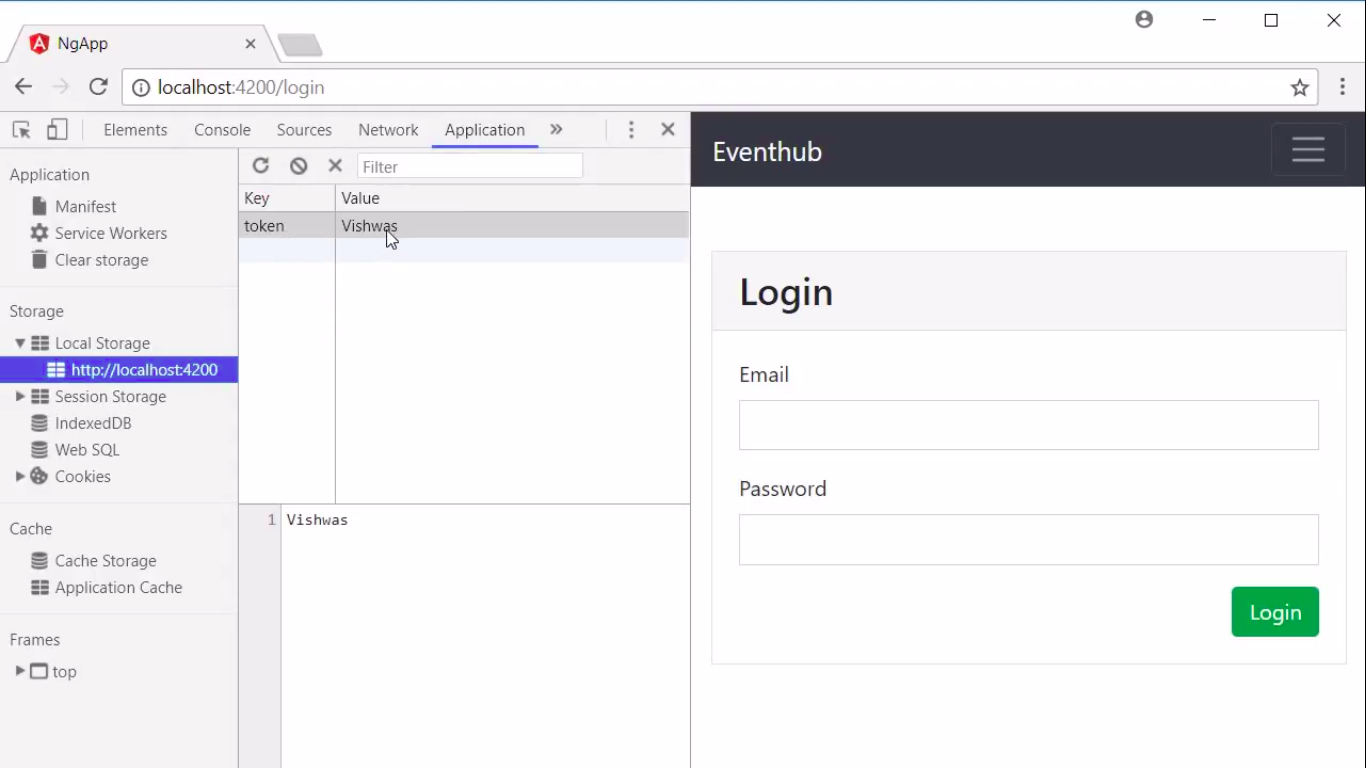 NgApp
localhost:4200/login
Elements Console Sources Network Application »
Application
Manifest
Service Workers
Clear storage
Storage
Local Storage
http://localhost:4200
Session Storage
IndexedDB
Web SQL
Cookies
Cache
Cache Storage
Application Cache
Frames
top
Filter
Key Value
token Vishwas
1 Vishwas
Eventhub
Login
Email
Password
Login